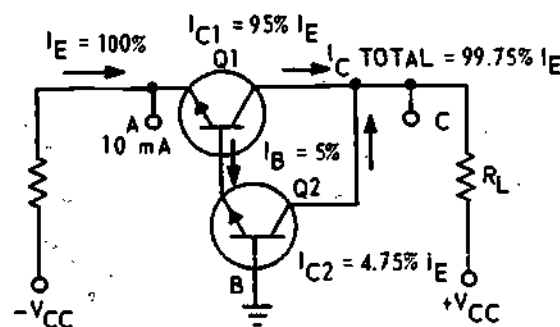 I_E = 100%
I_C1 = 95% I_E
Q1
I_C TOTAL = 99.75% I_E
A
10 mA
C
I_B = 5%
Q2
R_L
I_C2 = 4.75% i_E
B
-V_CC
+V_CC